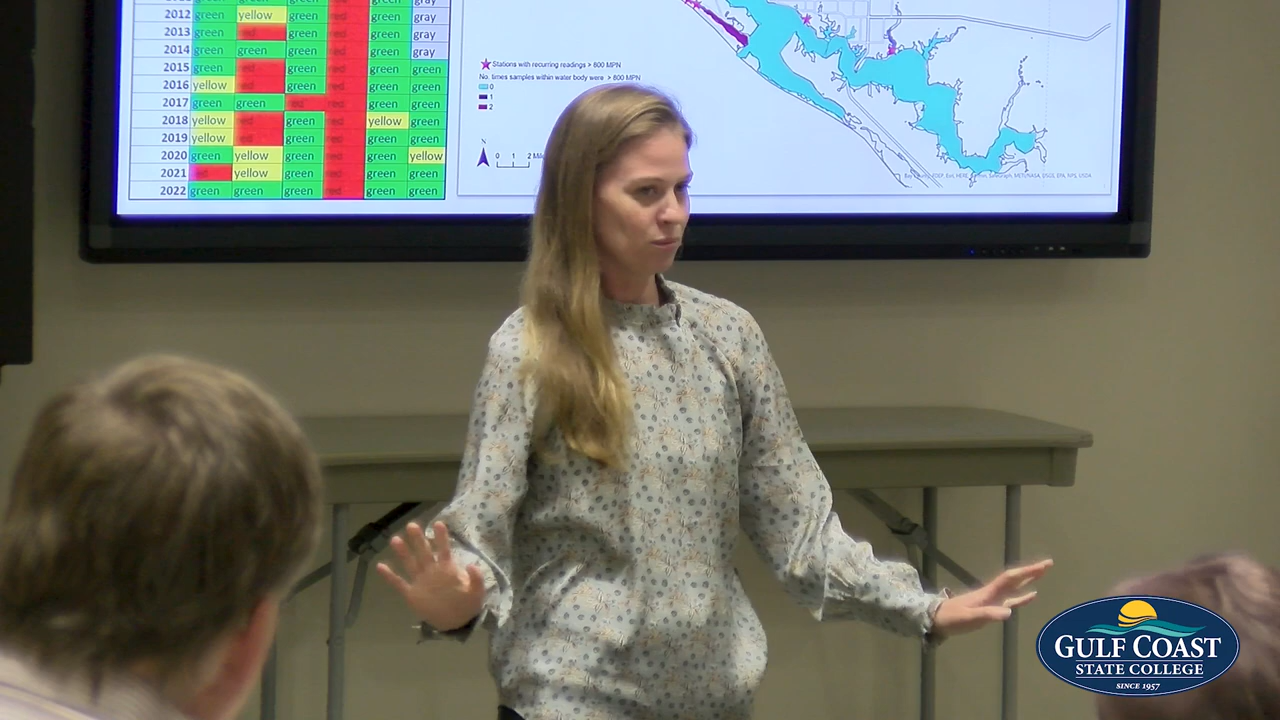 green green red green gray
2012 green yellow green red green gray
2013 green red green red green gray
2014 green green green red green gray
2015 green red green red green green
2016 yellow red green red green green
2017 green green red red green green
2018 yellow red green red yellow green
2019 yellow red green red green green
2020 green yellow green red green yellow
2021 red yellow green red green green
2022 green green green red green green
Stations with recurring readings > 800 MPN
No. times samples within water body were > 800 MPN
0
1
2
N
0 1 2
GULF COAST
STATE COLLEGE
SINCE 1957